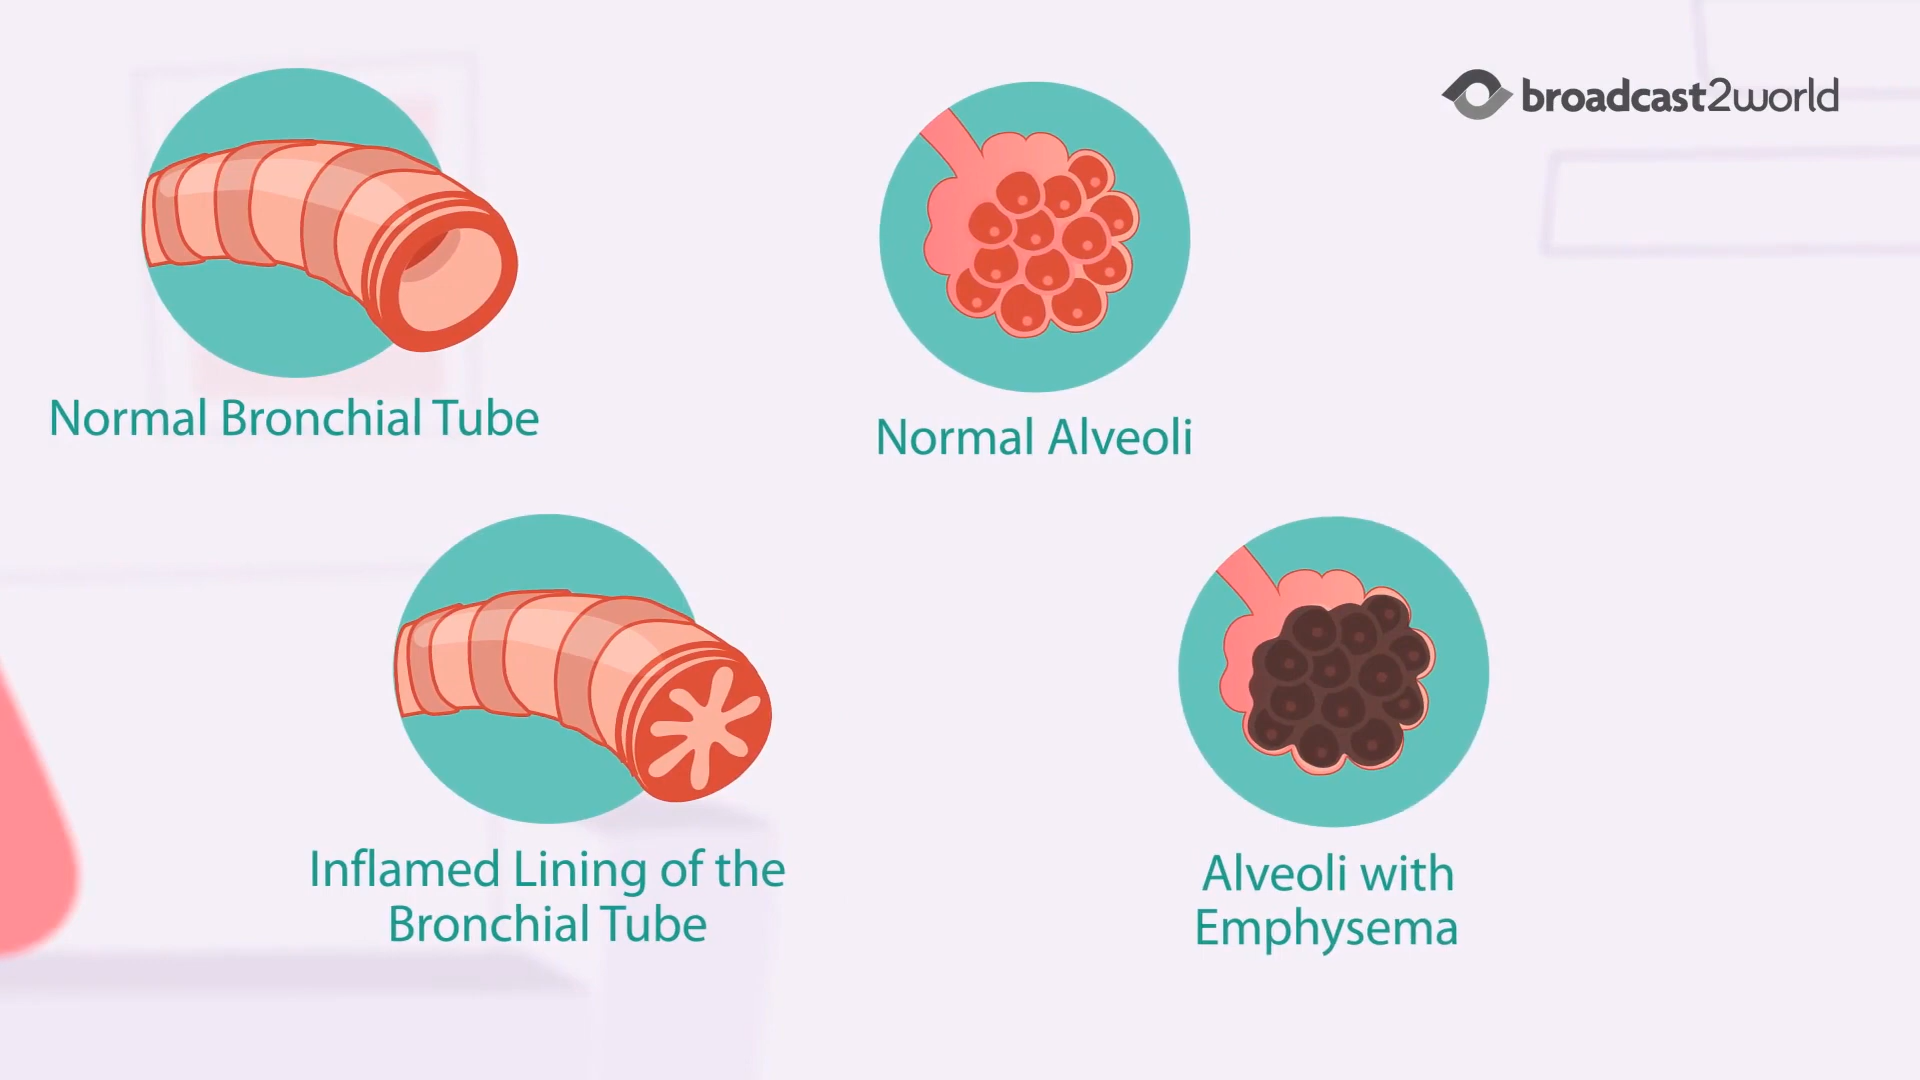 broadcast2world
Normal Bronchial Tube
Normal Alveoli
Inflamed Lining of the
Bronchial Tube
Alveoli with
Emphysema